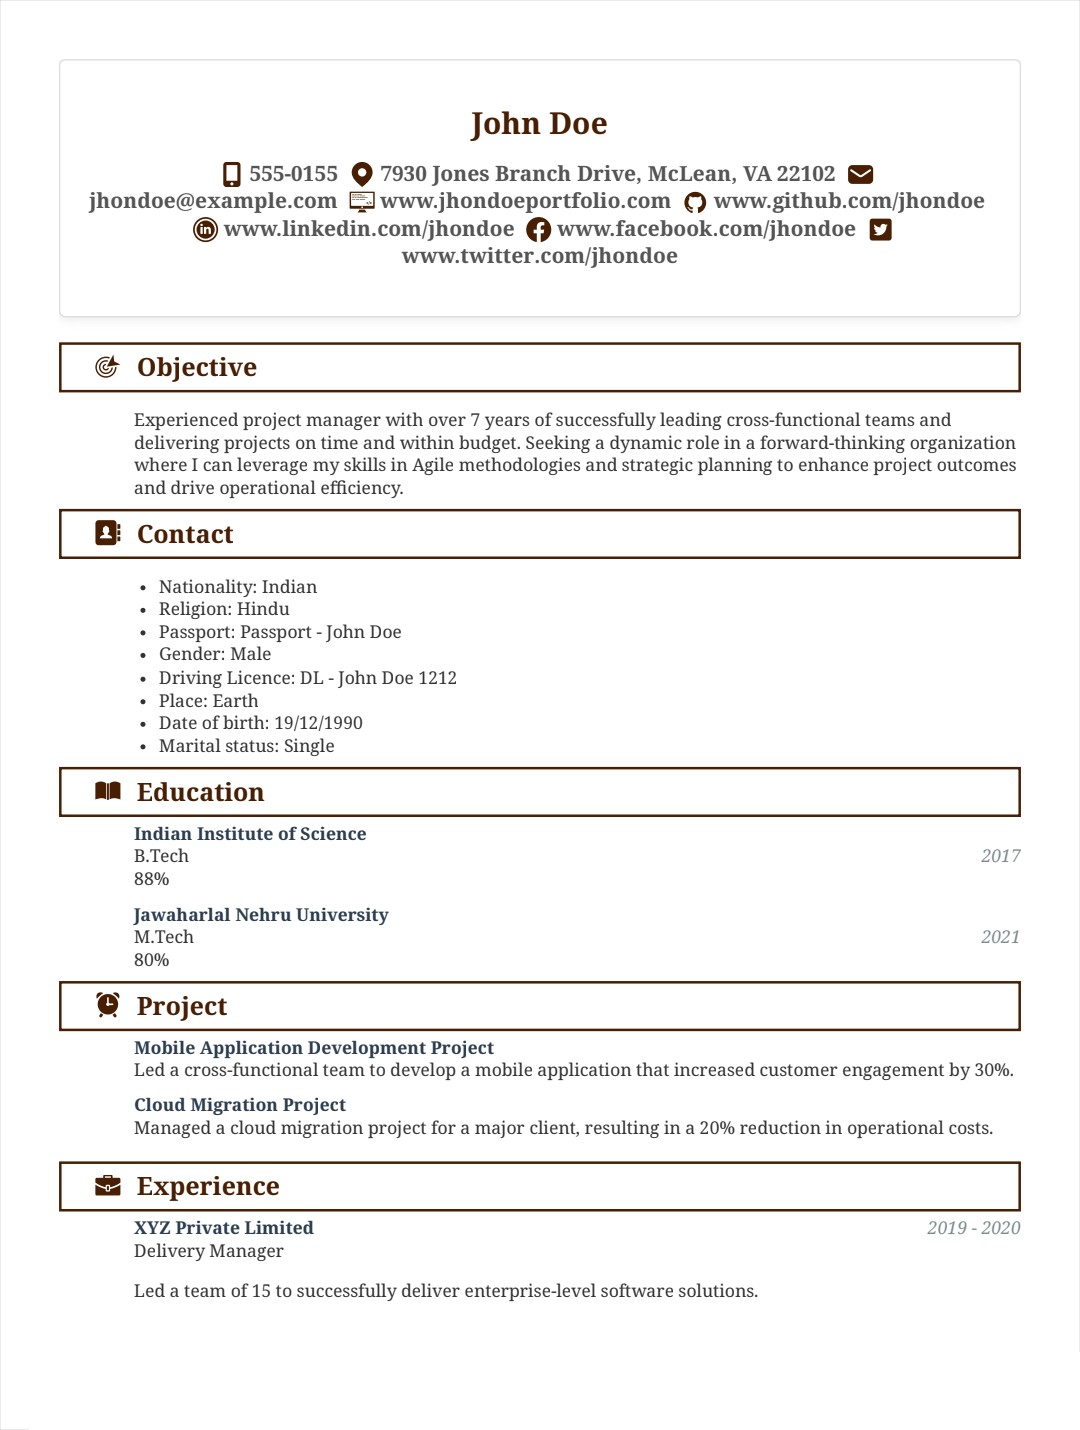 John Doe
555-0155 7930 Jones Branch Drive, McLean, VA 22102
jhondoe@example.com www.jhondoeportfolio.com www.github.com/jhondoe
www.linkedin.com/jhondoe www.facebook.com/jhondoe
www.twitter.com/jhondoe
Objective
Experienced project manager with over 7 years of successfully leading cross-functional teams and
delivering projects on time and within budget. Seeking a dynamic role in a forward-thinking organization
where I can leverage my skills in Agile methodologies and strategic planning to enhance project outcomes
and drive operational efficiency.
Contact
• Nationality: Indian
• Religion: Hindu
• Passport: Passport - John Doe
• Gender: Male
• Driving Licence: DL - John Doe 1212
• Place: Earth
• Date of birth: 19/12/1990
• Marital status: Single
Education
Indian Institute of Science
B.Tech 2017
88%
Jawaharlal Nehru University
M.Tech 2021
80%
Project
Mobile Application Development Project
Led a cross-functional team to develop a mobile application that increased customer engagement by 30%.
Cloud Migration Project
Managed a cloud migration project for a major client, resulting in a 20% reduction in operational costs.
Experience
XYZ Private Limited 2019 - 2020
Delivery Manager
Led a team of 15 to successfully deliver enterprise-level software solutions.